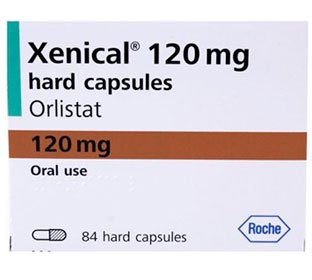 Xenical® 120 mg
hard capsules
Orlistat
120 mg
Oral use
84 hard capsules
Roche